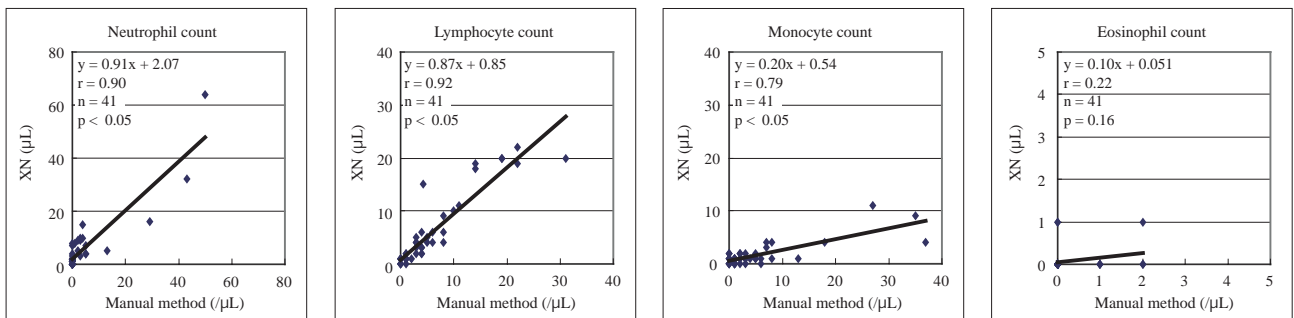 Neutrophil count
80
60
40
20
0
y = 0.91x + 2.07
r = 0.90
n = 41
p < 0.05
XN (µL)
0 20 40 60 80
Manual method (/µL)
Lymphocyte count
40
30
20
10
0
y = 0.87x + 0.85
r = 0.92
n = 41
p < 0.05
XN (µL)
0 10 20 30 40
Manual method (/µL)
Monocyte count
40
30
20
10
0
y = 0.20x + 0.54
r = 0.79
n = 41
p < 0.05
XN (µL)
0 10 20 30 40
Manual method (/µL)
Eosinophil count
5
4
3
2
1
0
y = 0.10x + 0.051
r = 0.22
n = 41
p = 0.16
XN (µL)
0 1 2 3 4 5
Manual method (/µL)